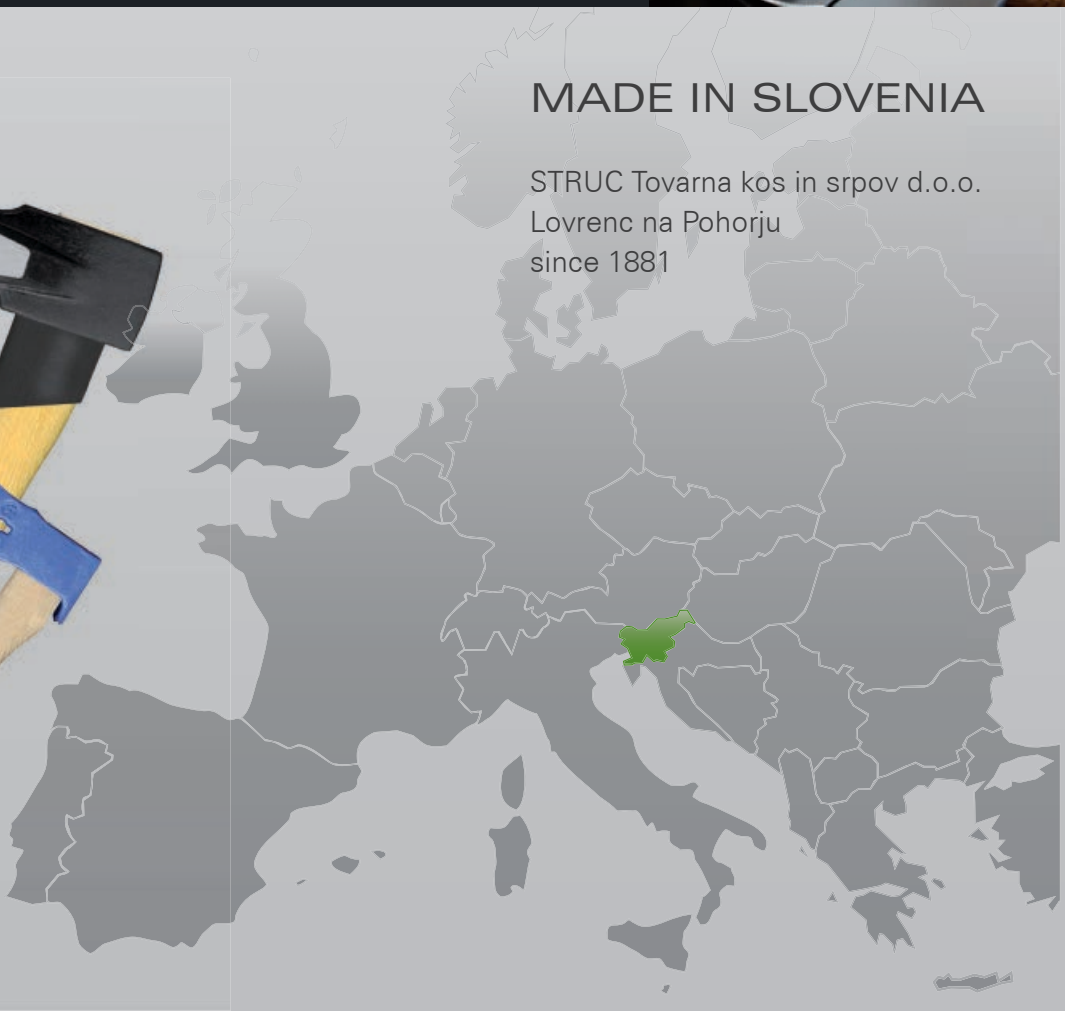 MADE IN SLOVENIA
STRUC Tovarna kos in srpov d.o.o.
Lovrenc na Pohorju
since 1881